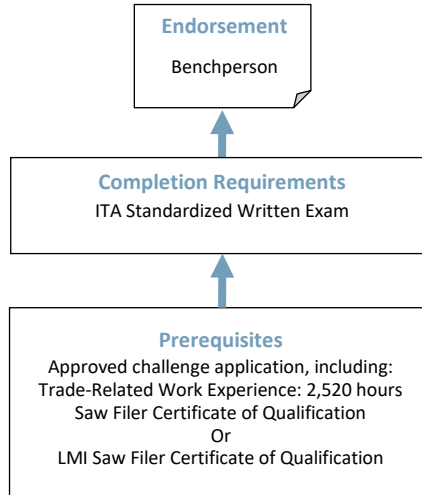 Endorsement
Benchperson
Completion Requirements
ITA Standardized Written Exam
Prerequisites
Approved challenge application, including:
Trade-Related Work Experience: 2,520 hours
Saw Filer Certificate of Qualification
Or
LMI Saw Filer Certificate of Qualification